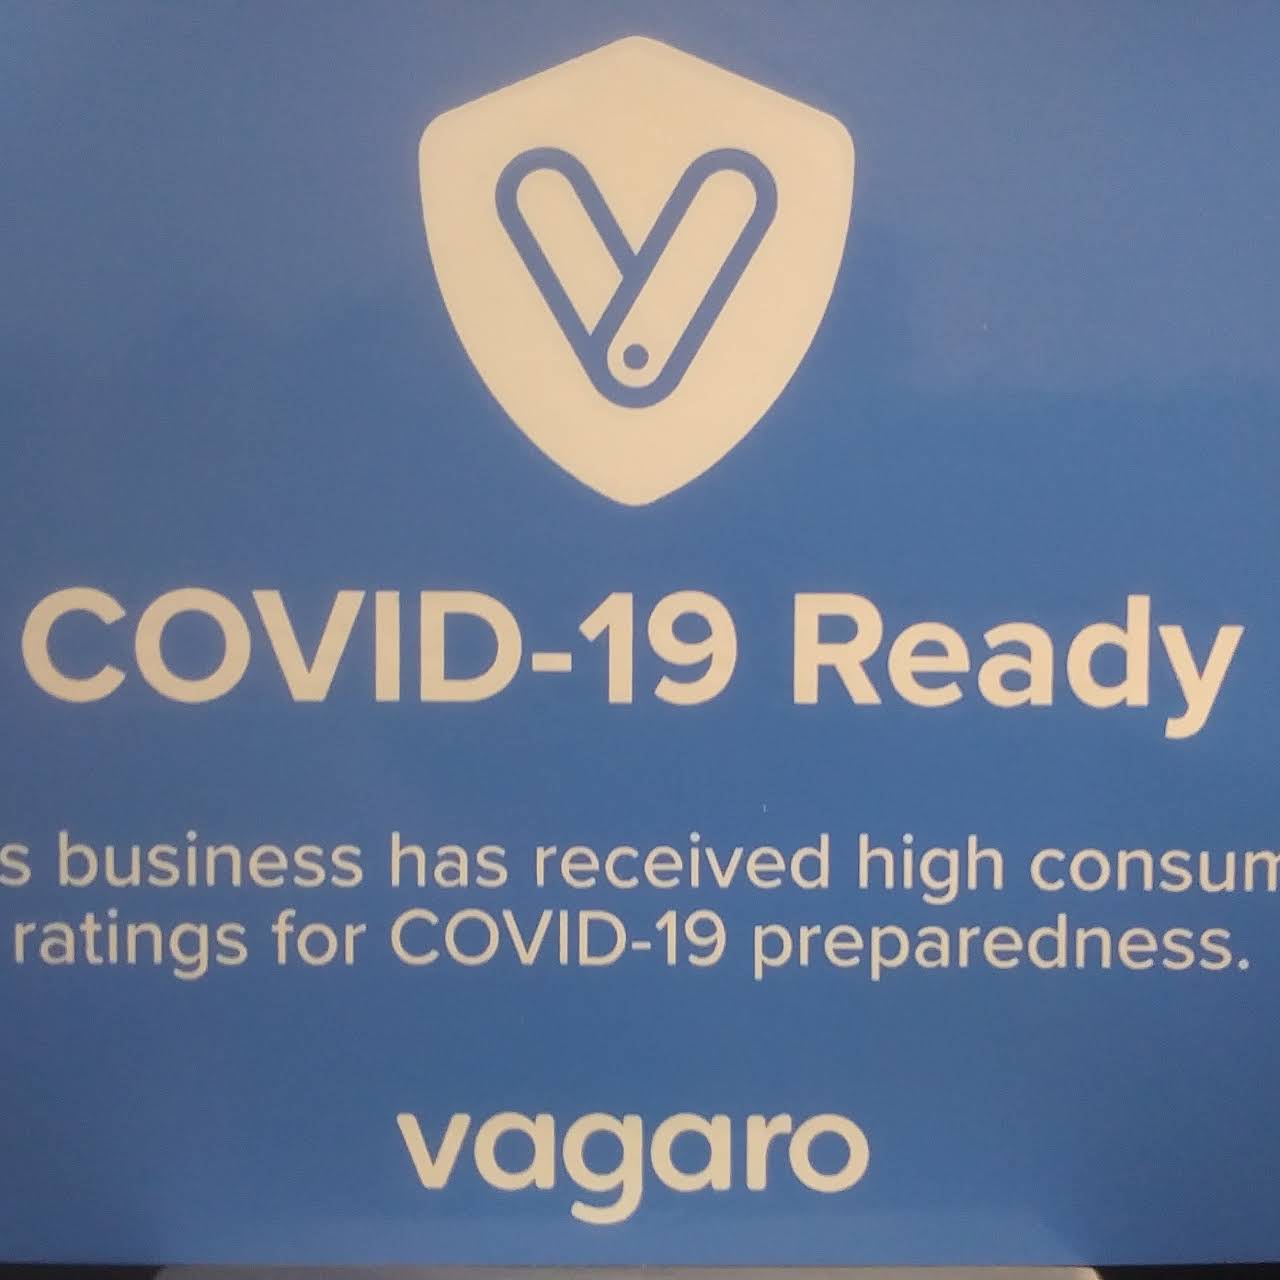 COVID-19 Ready
s business has received high consum
ratings for COVID-19 preparedness.
vagaro